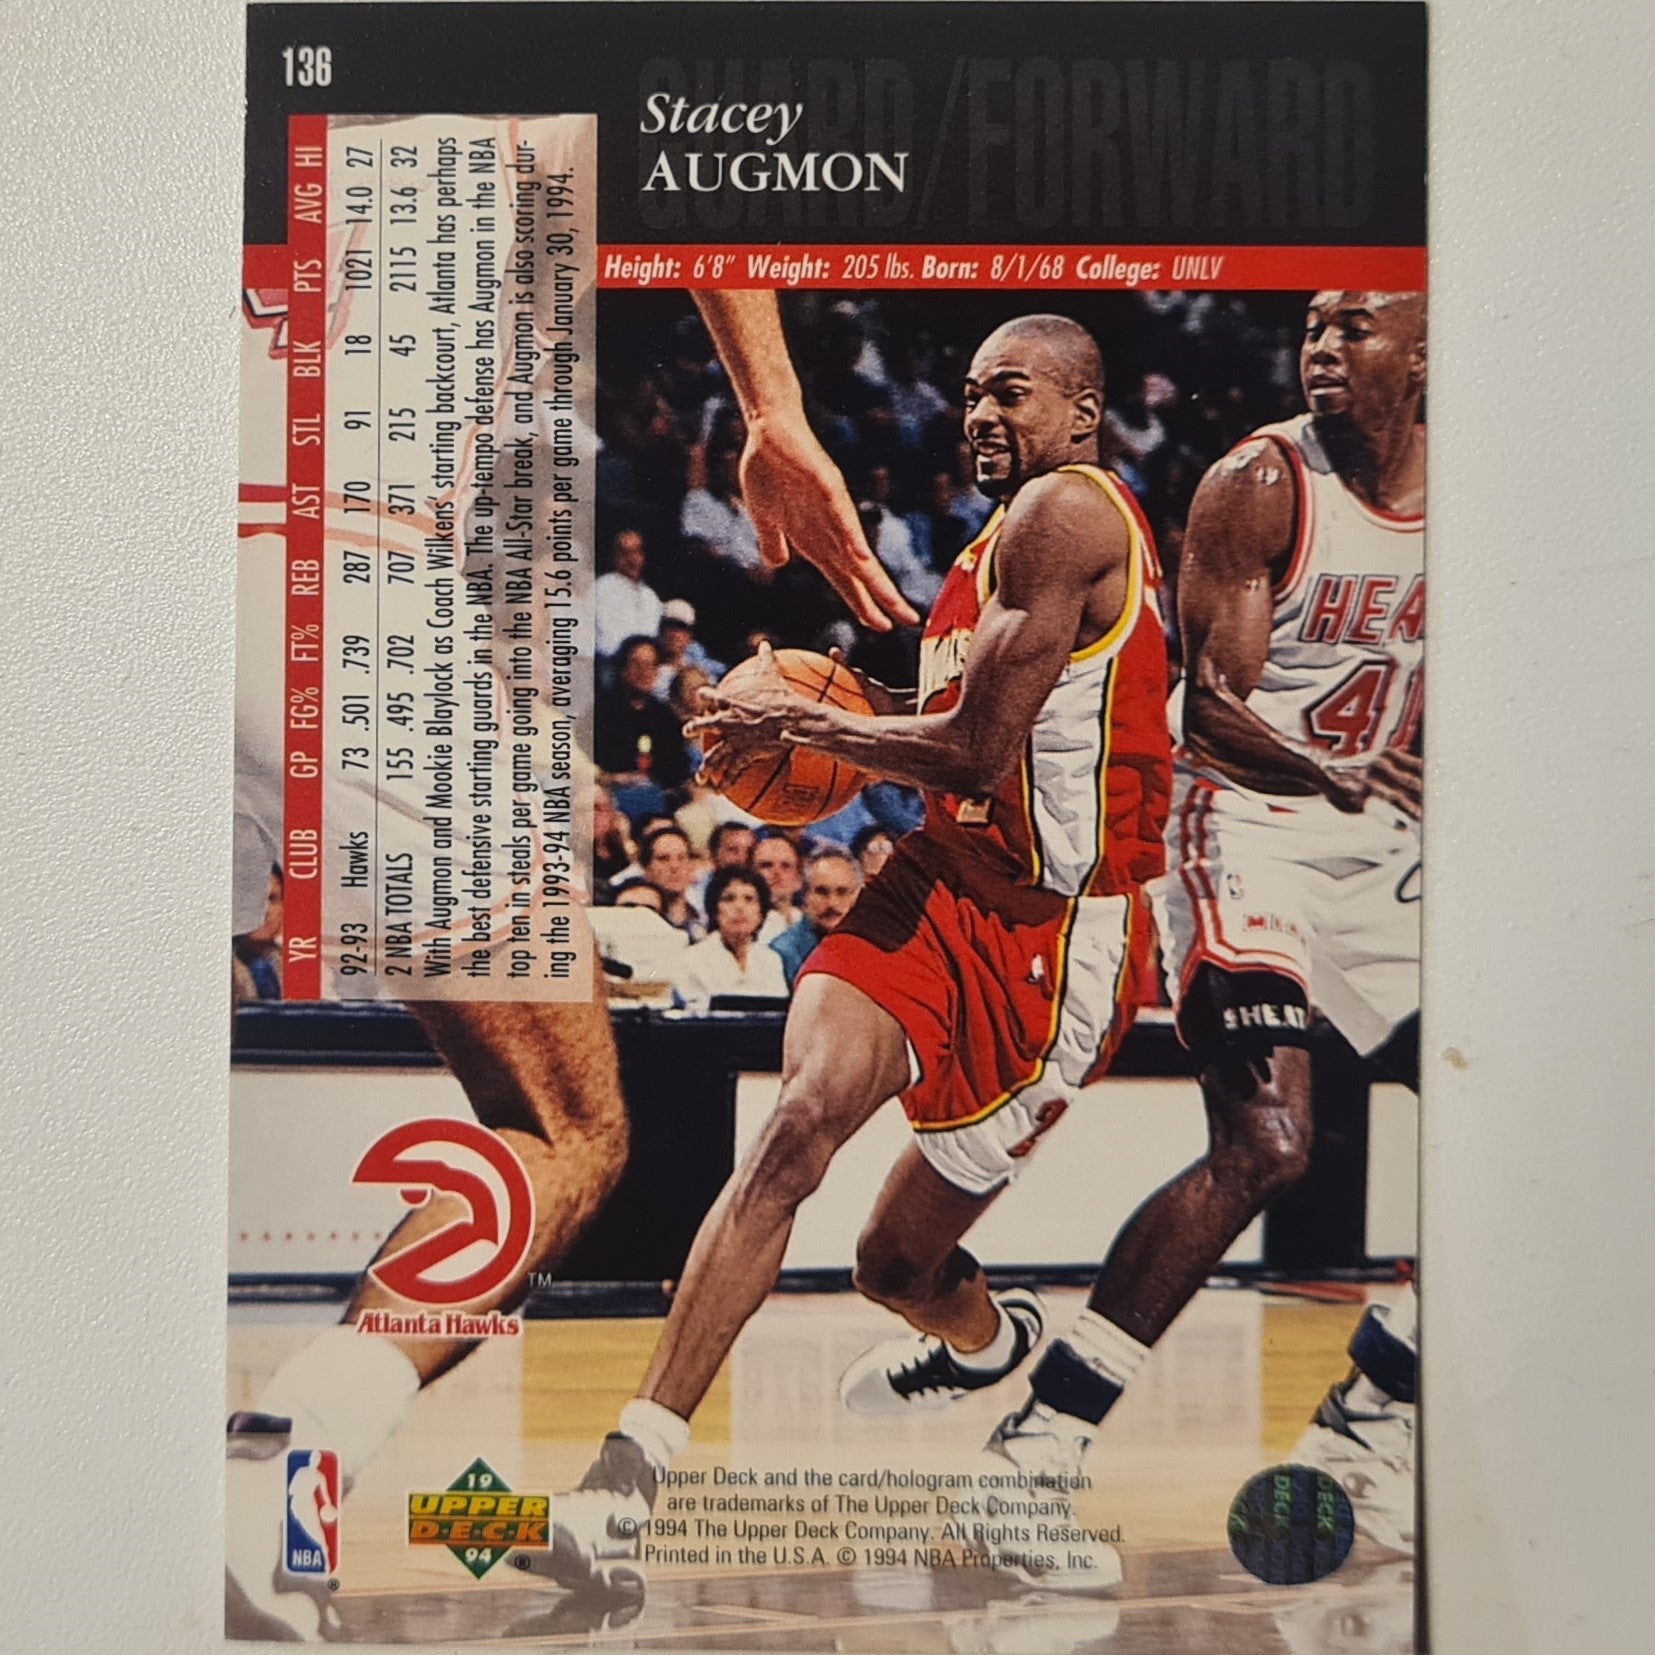 136
GUARD/FORWARD
Stacey
AUGMON
Height: 6'8" Weight: 205 lbs. Born: 8/1/68 College: UNLV
YR CLUB GP FG% FT% REB AST STL BLK PTS AVG HI
92-93 Hawks 73 .501 .739 287 170 91 18 1021 14.0 27
2 NBA TOTALS 155 .495 .702 707 371 215 45 2115 13.6 32
With Augmon and Mookie Blaylock as Coach Wilkens' starting backcourt, Atlanta has perhaps
the best defensive starting guards in the NBA. The up-tempo defense has Augmon in the NBA
top ten in steals per game going into the NBA All-Star break, and Augmon is also scoring dur-
ing the 1993-94 NBA season, averaging 15.6 points per game through January 30, 1994.
HEA
4
HEAT
2
TM
Atlanta Hawks
NBA
®
19
UPPER
D·E·C·K
94
®
Upper Deck and the card/hologram combination
are trademarks of The Upper Deck Company.
© 1994 The Upper Deck Company. All Rights Reserved.
Printed in the U.S.A. © 1994 NBA Properties, Inc.
DECK
DECK